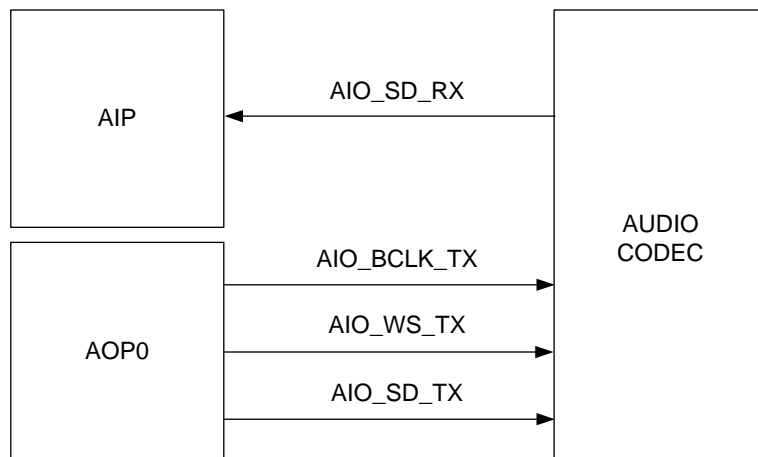 AIP
AIO_SD_RX
AUDIO
CODEC
AOP0
AIO_BCLK_TX
AIO_WS_TX
AIO_SD_TX